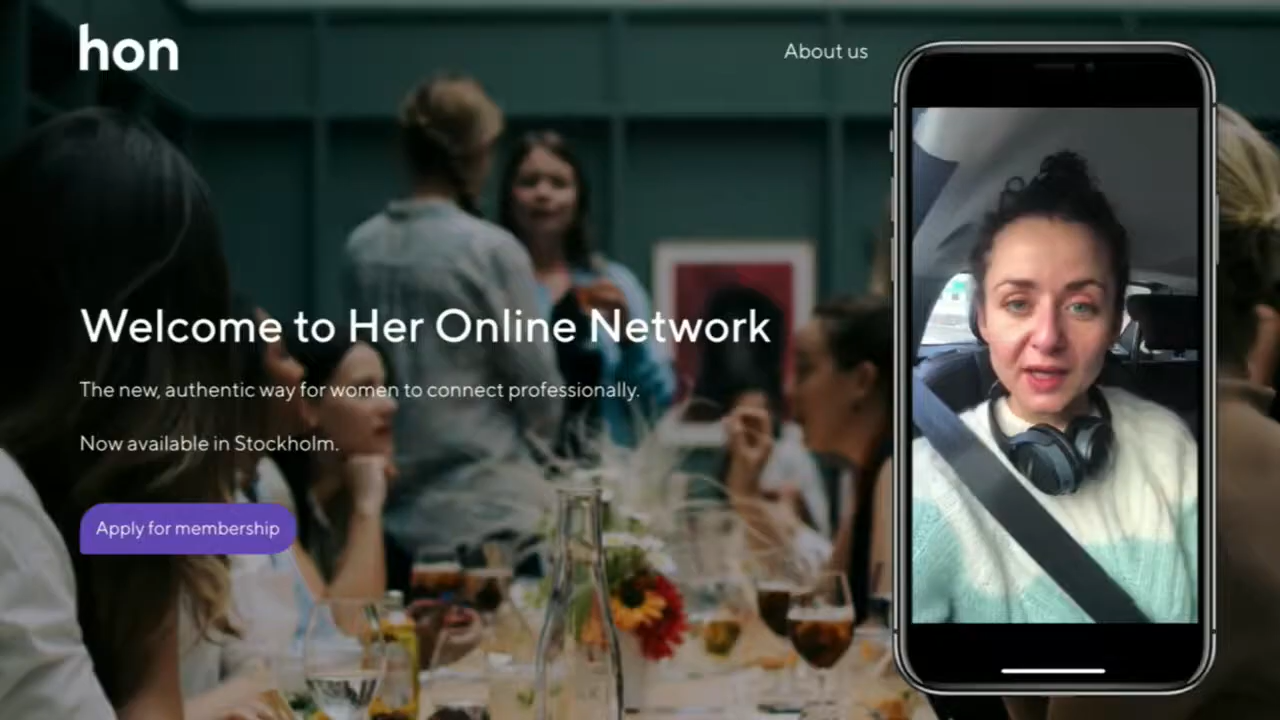 hon
About us
Welcome to Her Online Network
The new, authentic way for women to connect professionally.
Now available in Stockholm.
Apply for membership